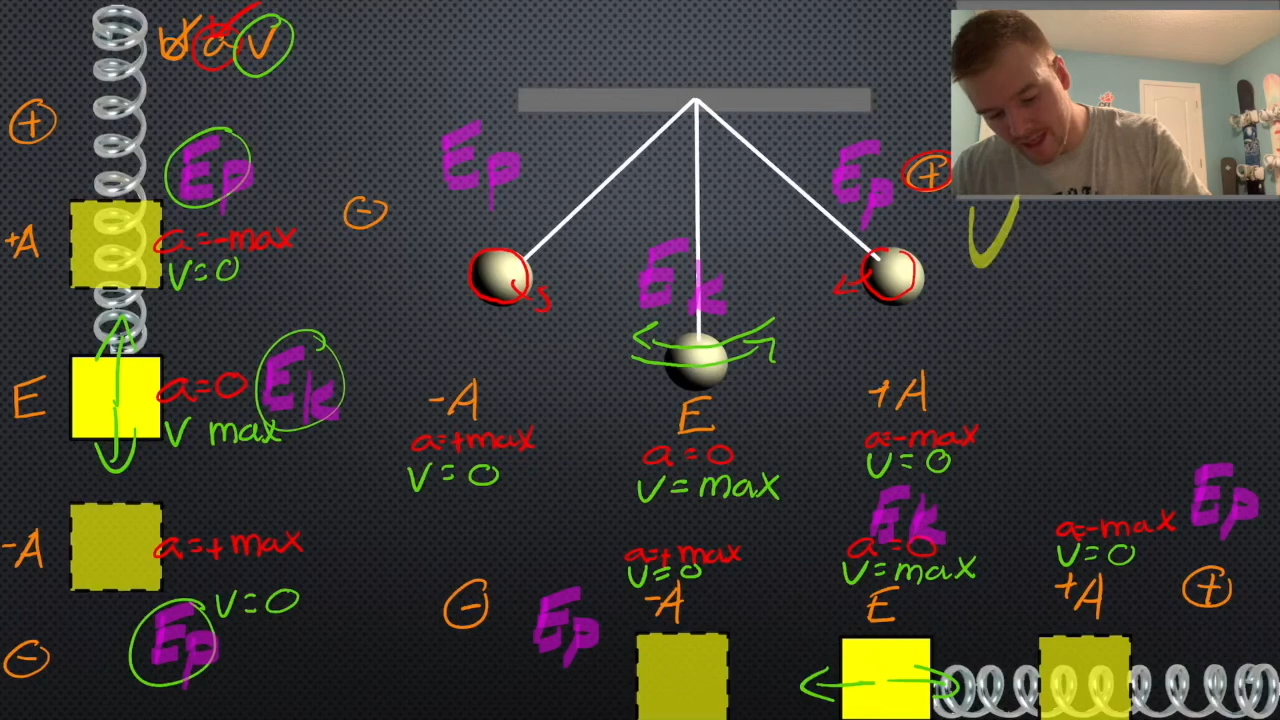 x a v
+
Ep
+A
a=-max
v=0
E
a=0
Ek
v max
-A
a=+max
v=0
Ep
-
Ep
-
Ek
Ep
+
-A
a=+max
v=0
E
a=0
v=max
+A
a=-max
v=0
-
Ep
a=+max
v=0
-A
Ek
a=0
v=max
E
a=-max
v=0
+A
Ep
+